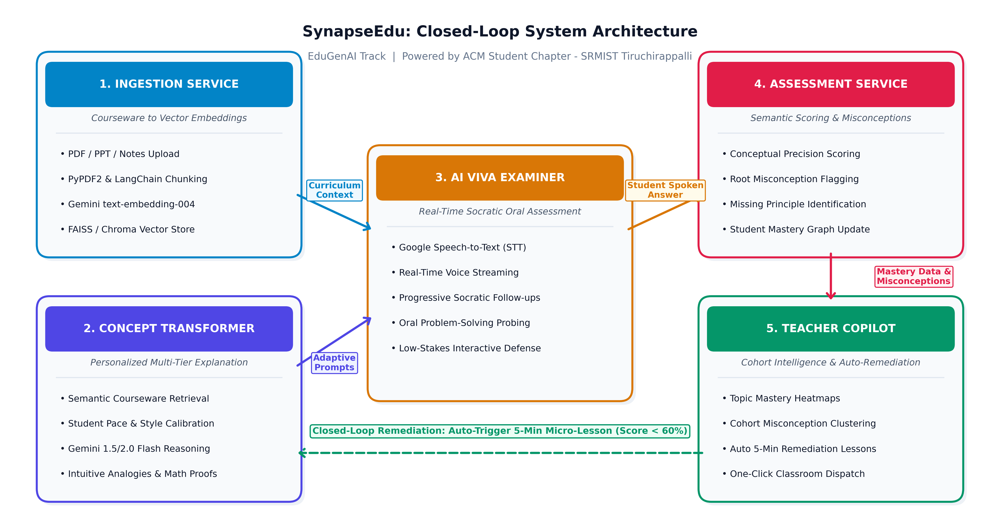 SynapseEdu: Closed-Loop System Architecture
EduGenAI Track | Powered by ACM Student Chapter - SRMIST Tiruchirappalli
1. INGESTION SERVICE
Courseware to Vector Embeddings
• PDF / PPT / Notes Upload
• PyPDF2 & LangChain Chunking
• Gemini text-embedding-004
• FAISS / Chroma Vector Store
Curriculum
Context
2. CONCEPT TRANSFORMER
Personalized Multi-Tier Explanation
• Semantic Courseware Retrieval
• Student Pace & Style Calibration
• Gemini 1.5/2.0 Flash Reasoning
• Intuitive Analogies & Math Proofs
Adaptive
Prompts
3. AI VIVA EXAMINER
Real-Time Socratic Oral Assessment
• Google Speech-to-Text (STT)
• Real-Time Voice Streaming
• Progressive Socratic Follow-ups
• Oral Problem-Solving Probing
• Low-Stakes Interactive Defense
Student Spoken
Answer
4. ASSESSMENT SERVICE
Semantic Scoring & Misconceptions
• Conceptual Precision Scoring
• Root Misconception Flagging
• Missing Principle Identification
• Student Mastery Graph Update
Mastery Data &
Misconceptions
5. TEACHER COPILOT
Cohort Intelligence & Auto-Remediation
• Topic Mastery Heatmaps
• Cohort Misconception Clustering
• Auto 5-Min Remediation Lessons
• One-Click Classroom Dispatch
Closed-Loop Remediation: Auto-Trigger 5-Min Micro-Lesson (Score < 60%)